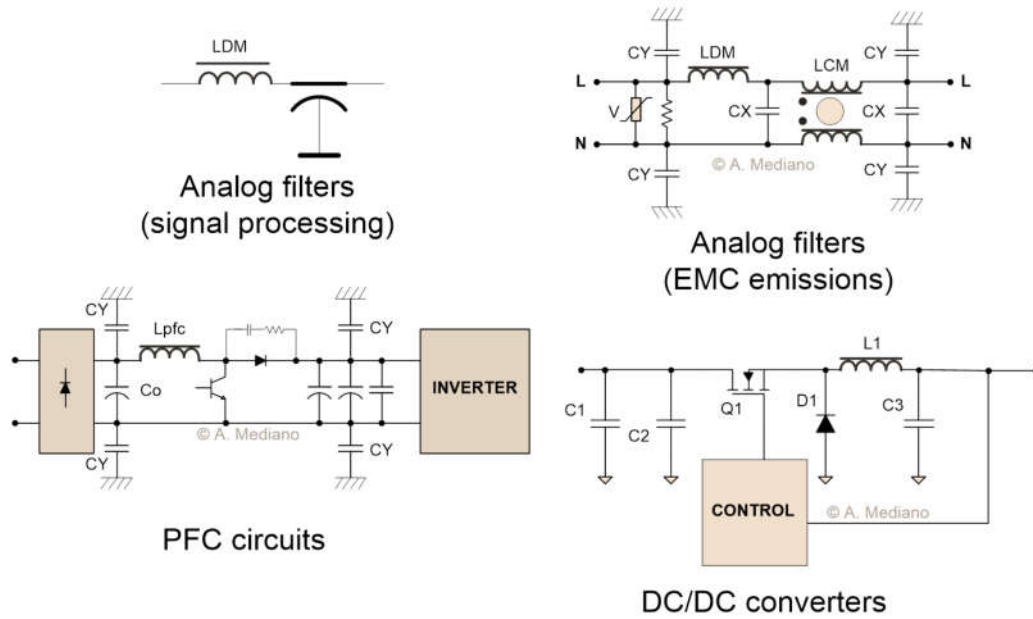 LDM
Analog filters
(signal processing)
CY LDM CY
LCM
L L
V CX CX
N N
CY © A. Mediano CY
Analog filters
(EMC emissions)
CY Lpfc CY
Co INVERTER
CY © A. Mediano CY
PFC circuits
L1
C1 C2 Q1 D1 C3
CONTROL © A. Mediano
DC/DC converters